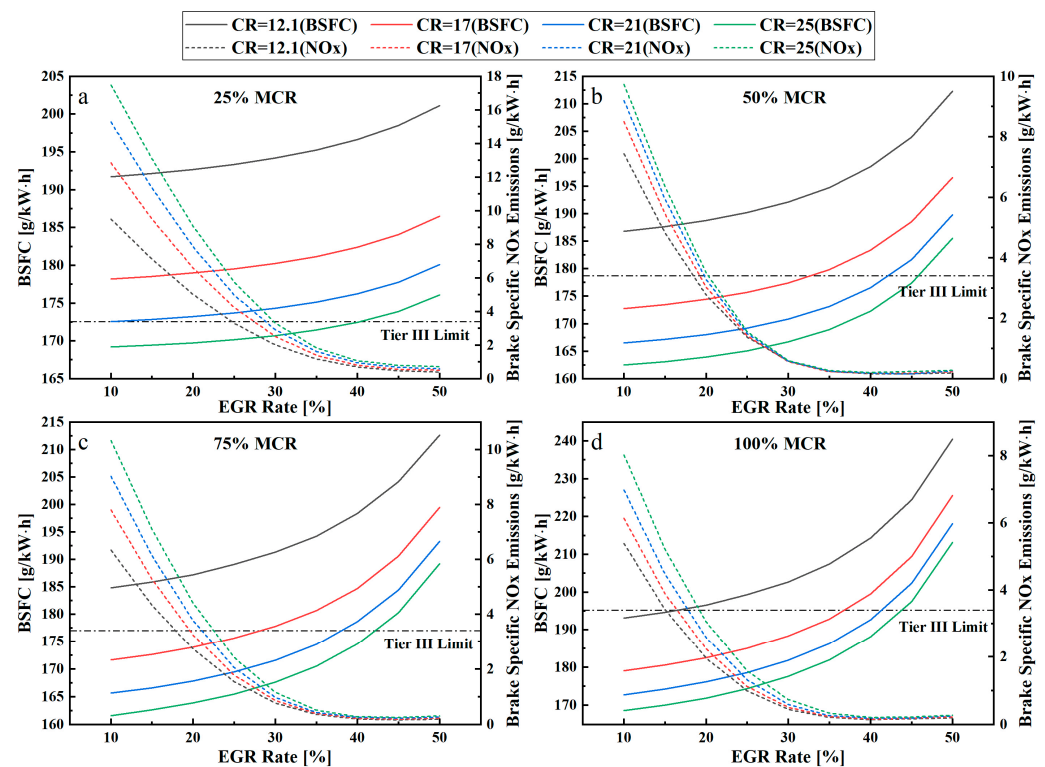 CR=12.1(BSFC) CR=17(BSFC) CR=21(BSFC) CR=25(BSFC)
CR=12.1(NOx) CR=17(NOx) CR=21(NOx) CR=25(NOx)
a
25% MCR
BSFC [g/kW·h]
205
200
195
190
185
180
175
170
165
Tier III Limit
18
16
14
12
10
8
6
4
2
0
Brake Specific NOx Emissions [g/kW·h]
10 20 30 40 50
EGR Rate [%]
b
50% MCR
BSFC [g/kW·h]
215
210
205
200
195
190
185
180
175
170
165
160
Tier III Limit
10
8
6
4
2
0
Brake Specific NOx Emissions [g/kW·h]
10 20 30 40 50
EGR Rate [%]
c
75% MCR
BSFC [g/kW·h]
215
210
205
200
195
190
185
180
175
170
165
160
Tier III Limit
10
8
6
4
2
0
Brake Specific NOx Emissions [g/kW·h]
10 20 30 40 50
EGR Rate [%]
d
100% MCR
BSFC [g/kW·h]
240
230
220
210
200
190
180
170
Tier III Limit
8
6
4
2
0
Brake Specific NOx Emissions [g/kW·h]
10 20 30 40 50
EGR Rate [%]